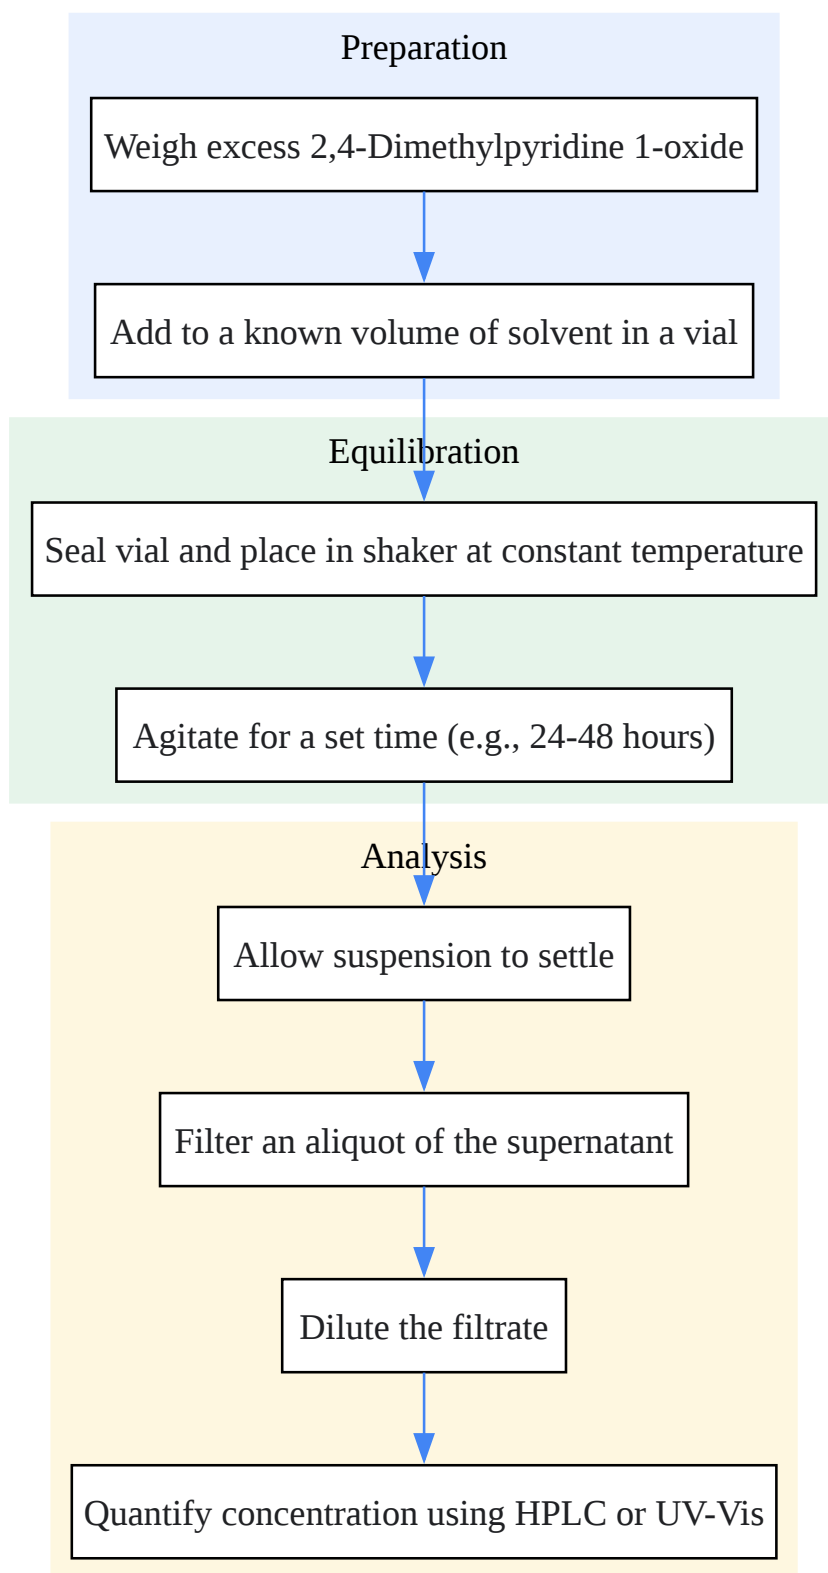 Preparation
Weigh excess 2,4-Dimethylpyridine 1-oxide
Add to a known volume of solvent in a vial
Equilibration
Seal vial and place in shaker at constant temperature
Agitate for a set time (e.g., 24-48 hours)
Analysis
Allow suspension to settle
Filter an aliquot of the supernatant
Dilute the filtrate
Quantify concentration using HPLC or UV-Vis